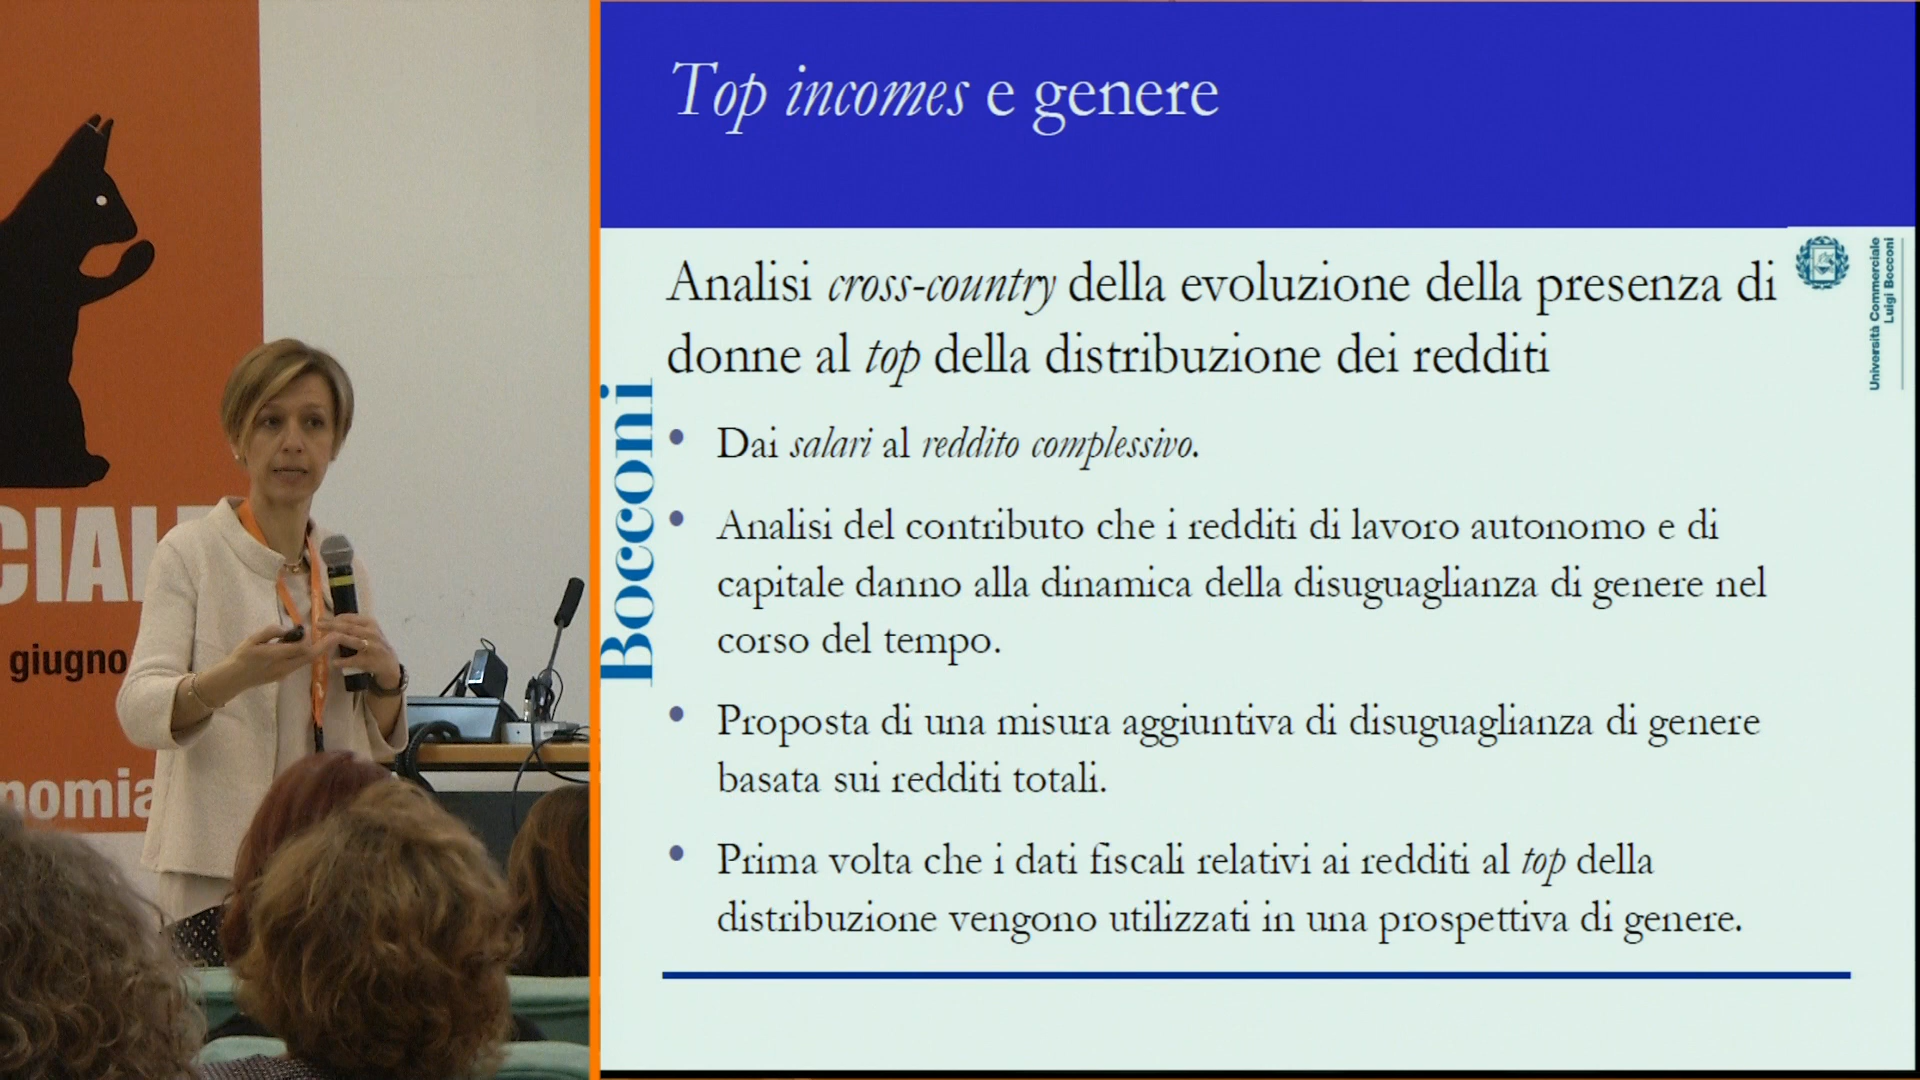 CIAL
giugno
nomia
Top incomes e genere
Analisi cross-country della evoluzione della presenza di
donne al top della distribuzione dei redditi
• Dai salari al reddito complessivo.
• Analisi del contributo che i redditi di lavoro autonomo e di
capitale danno alla dinamica della disuguaglianza di genere nel
corso del tempo.
• Proposta di una misura aggiuntiva di disuguaglianza di genere
basata sui redditi totali.
• Prima volta che i dati fiscali relativi ai redditi al top della
distribuzione vengono utilizzati in una prospettiva di genere.
Bocconi
Università Commerciale
Luigi Bocconi